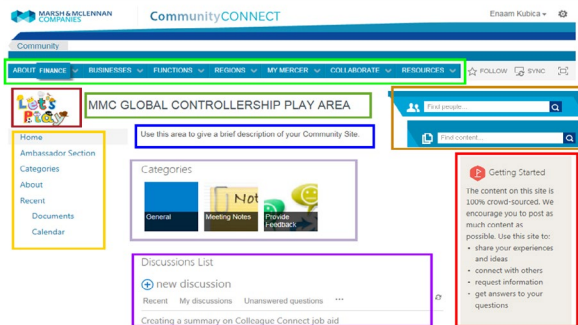 MARSH & MCLENNAN
COMPANIES
CommunityCONNECT
Enaam Kubica
Community
ABOUT FINANCE BUSINESSES FUNCTIONS REGIONS MY MERCER COLLABORATE RESOURCES FOLLOW SYNC
Let's
Play
MMC GLOBAL CONTROLLERSHIP PLAY AREA
Find people...
Use this area to give a brief description of your Community Site.
Find content...
Home
Ambassador Section
Categories
About
Recent
Documents
Calendar
Categories
General
Not
Meeting Notes
Provide
Feedback
Getting Started
The content on this site is
100% crowd-sourced. We
encourage you to post as
much content as
possible. Use this site to:
• share your experiences
and ideas
• connect with others
• request information
• get answers to your
questions
Discussions List
new discussion
Recent My discussions Unanswered questions ...
Creating a summary on Colleague Connect job aid